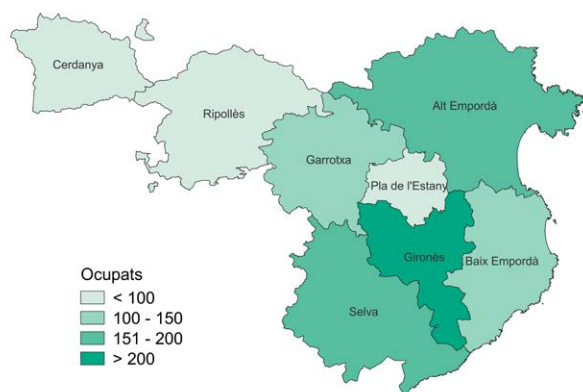 Cerdanya
Ripollès
Alt Empordà
Garrotxa
Pla de l'Estany
Gironès
Baix Empordà
Selva
Ocupats
< 100
100 - 150
151 - 200
> 200